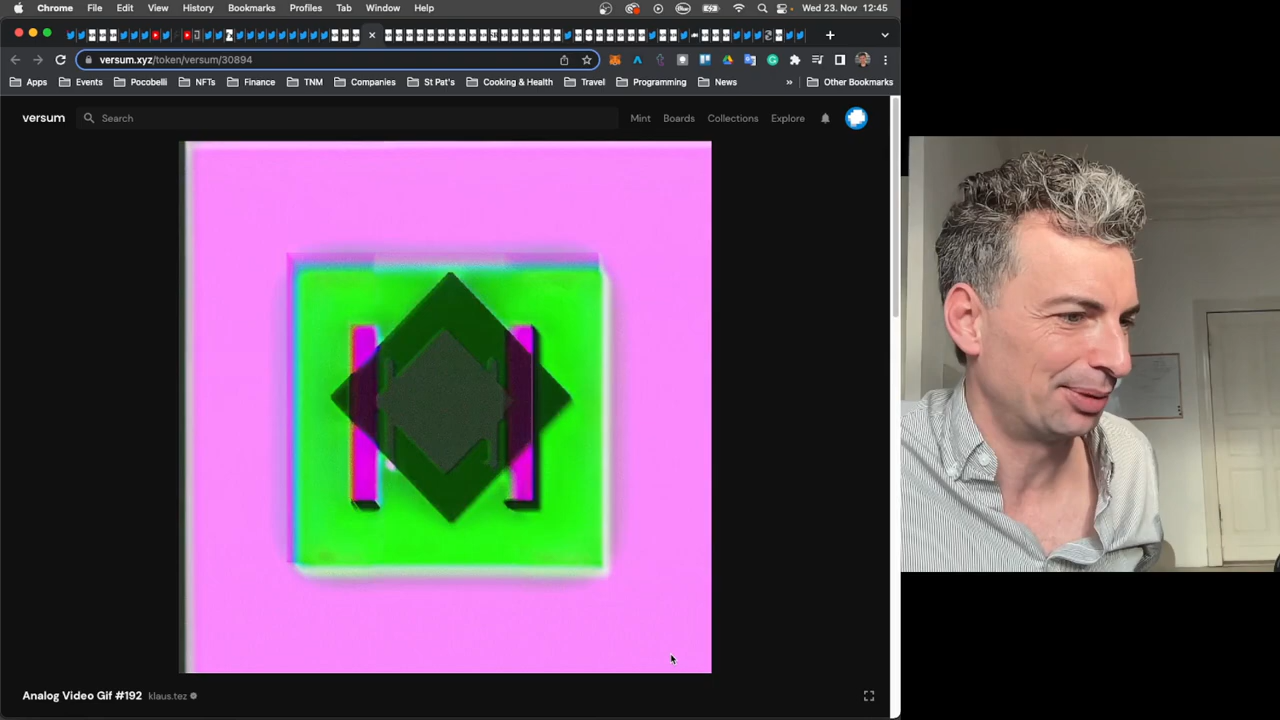 Chrome File Edit View History Bookmarks Profiles Tab Window Help Wed 23. Nov 12:45
versum.xyz/token/versum/30894
Apps Events Pocobelli NFTs Finance TNM Companies St Pat's Cooking & Health Travel Programming News » Other Bookmarks
versum Search Mint Boards Collections Explore
Analog Video Gif #192 klaus.tez